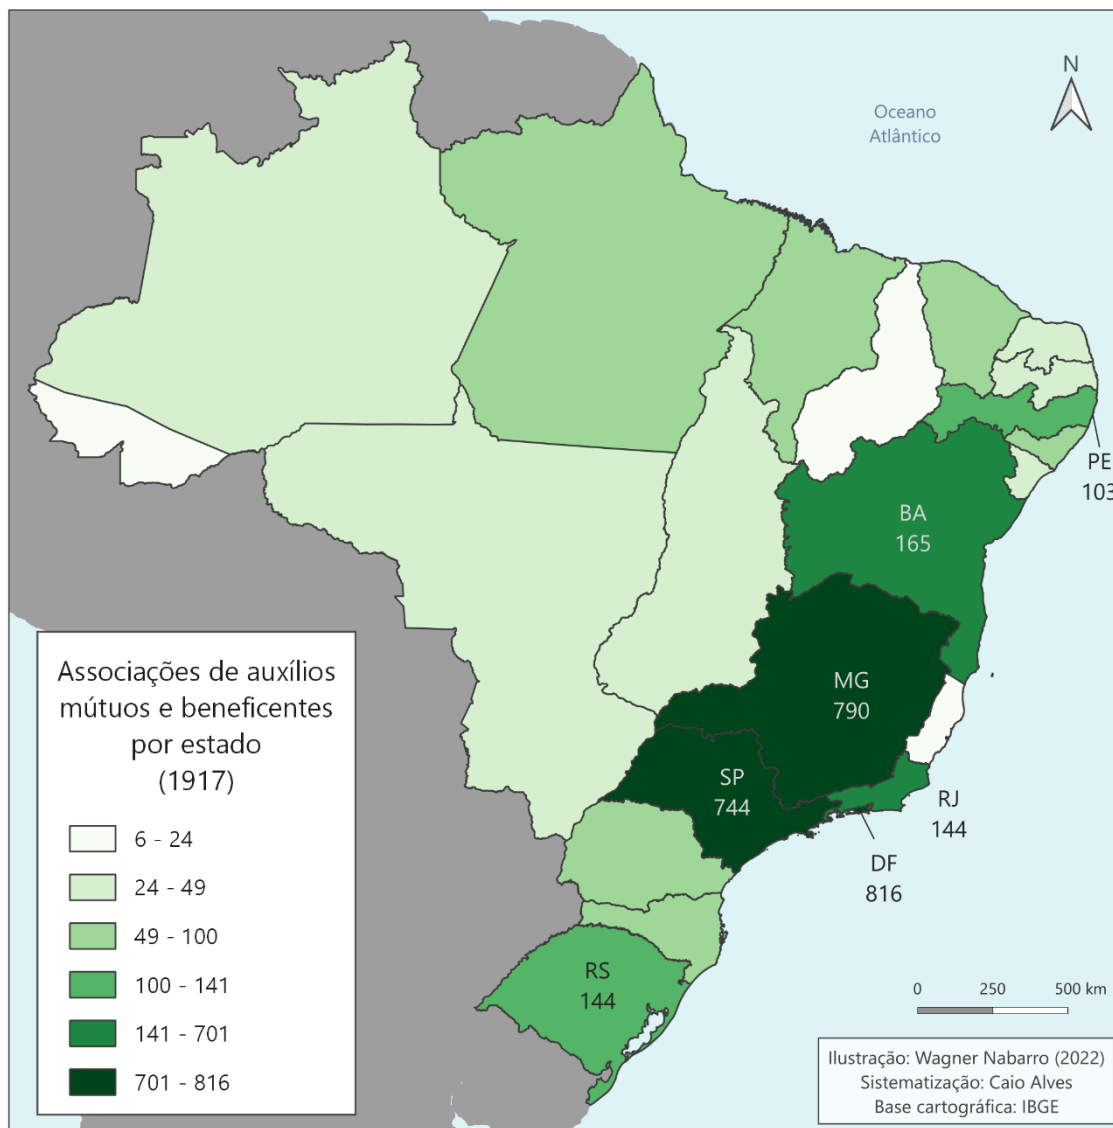 N
Oceano
Atlântico
PE
103
BA
165
MG
790
SP
744
RJ
144
DF
816
RS
144
Associações de auxílios
mútuos e beneficentes
por estado
(1917)
6 - 24
24 - 49
49 - 100
100 - 141
141 - 701
701 - 816
0 250 500 km
Ilustração: Wagner Nabarro (2022)
Sistematização: Caio Alves
Base cartográfica: IBGE